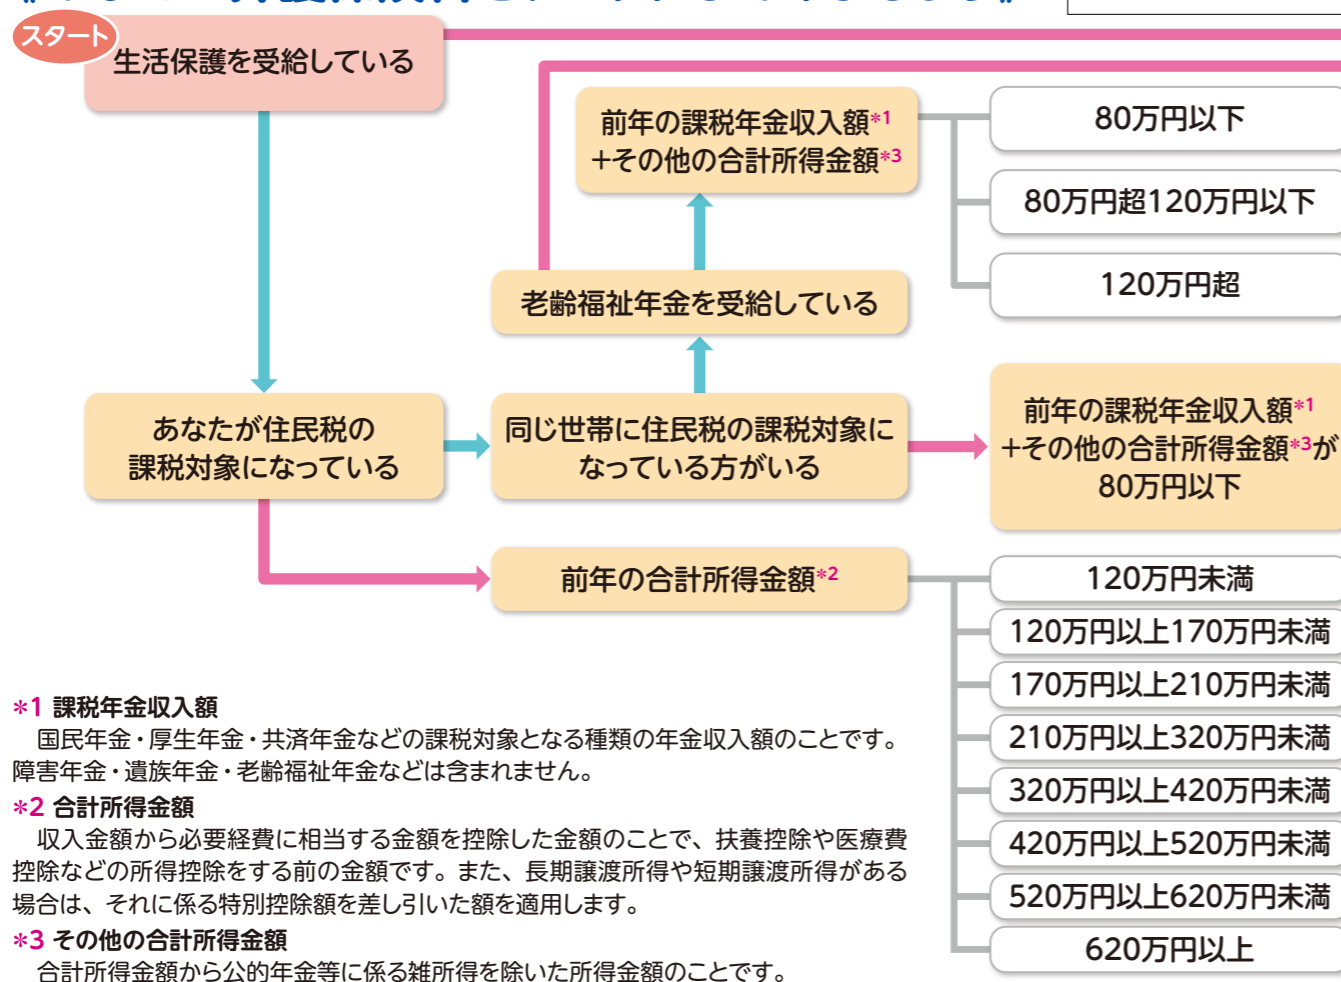 スタート
生活保護を受給している
前年の課税年金収入額*1
+その他の合計所得金額*3
80万円以下
80万円超120万円以下
120万円超
老齢福祉年金を受給している
あなたが住民税の
課税対象になっている
同じ世帯に住民税の課税対象に
なっている方がいる
前年の課税年金収入額*1
+その他の合計所得金額*3が
80万円以下
前年の合計所得金額*2
120万円未満
120万円以上170万円未満
170万円以上210万円未満
210万円以上320万円未満
320万円以上420万円未満
420万円以上520万円未満
520万円以上620万円未満
620万円以上
*1 課税年金収入額
国民年金・厚生年金・共済年金などの課税対象となる種類の年金収入額のことです。
障害年金・遺族年金・老齢福祉年金などは含まれません。
*2 合計所得金額
収入金額から必要経費に相当する金額を控除した金額のことで、扶養控除や医療費
控除などの所得控除をする前の金額です。また、長期譲渡所得や短期譲渡所得がある
場合は、それに係る特別控除額を差し引いた額を適用します。
*3 その他の合計所得金額
合計所得金額から公的年金等に係る雑所得を除いた所得金額のことです。